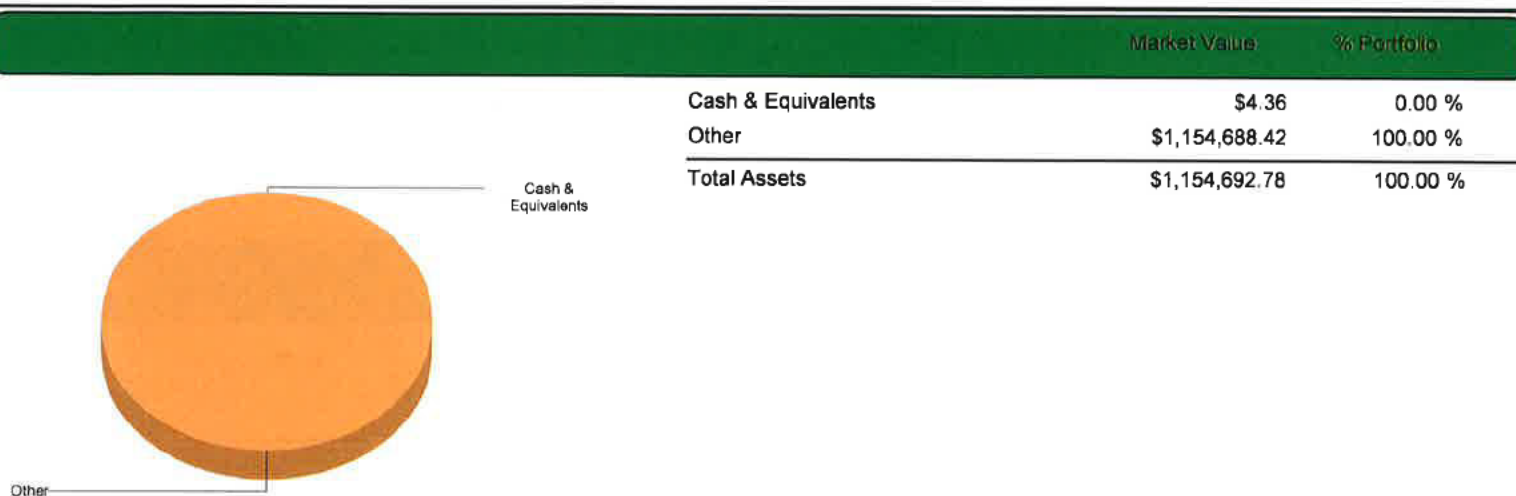 Market Value % Portfolio
Cash & Equivalents $4.36 0.00 %
Other $1,154,688.42 100.00 %
Total Assets $1,154,692.78 100.00 %
Cash &
Equivalents
Other